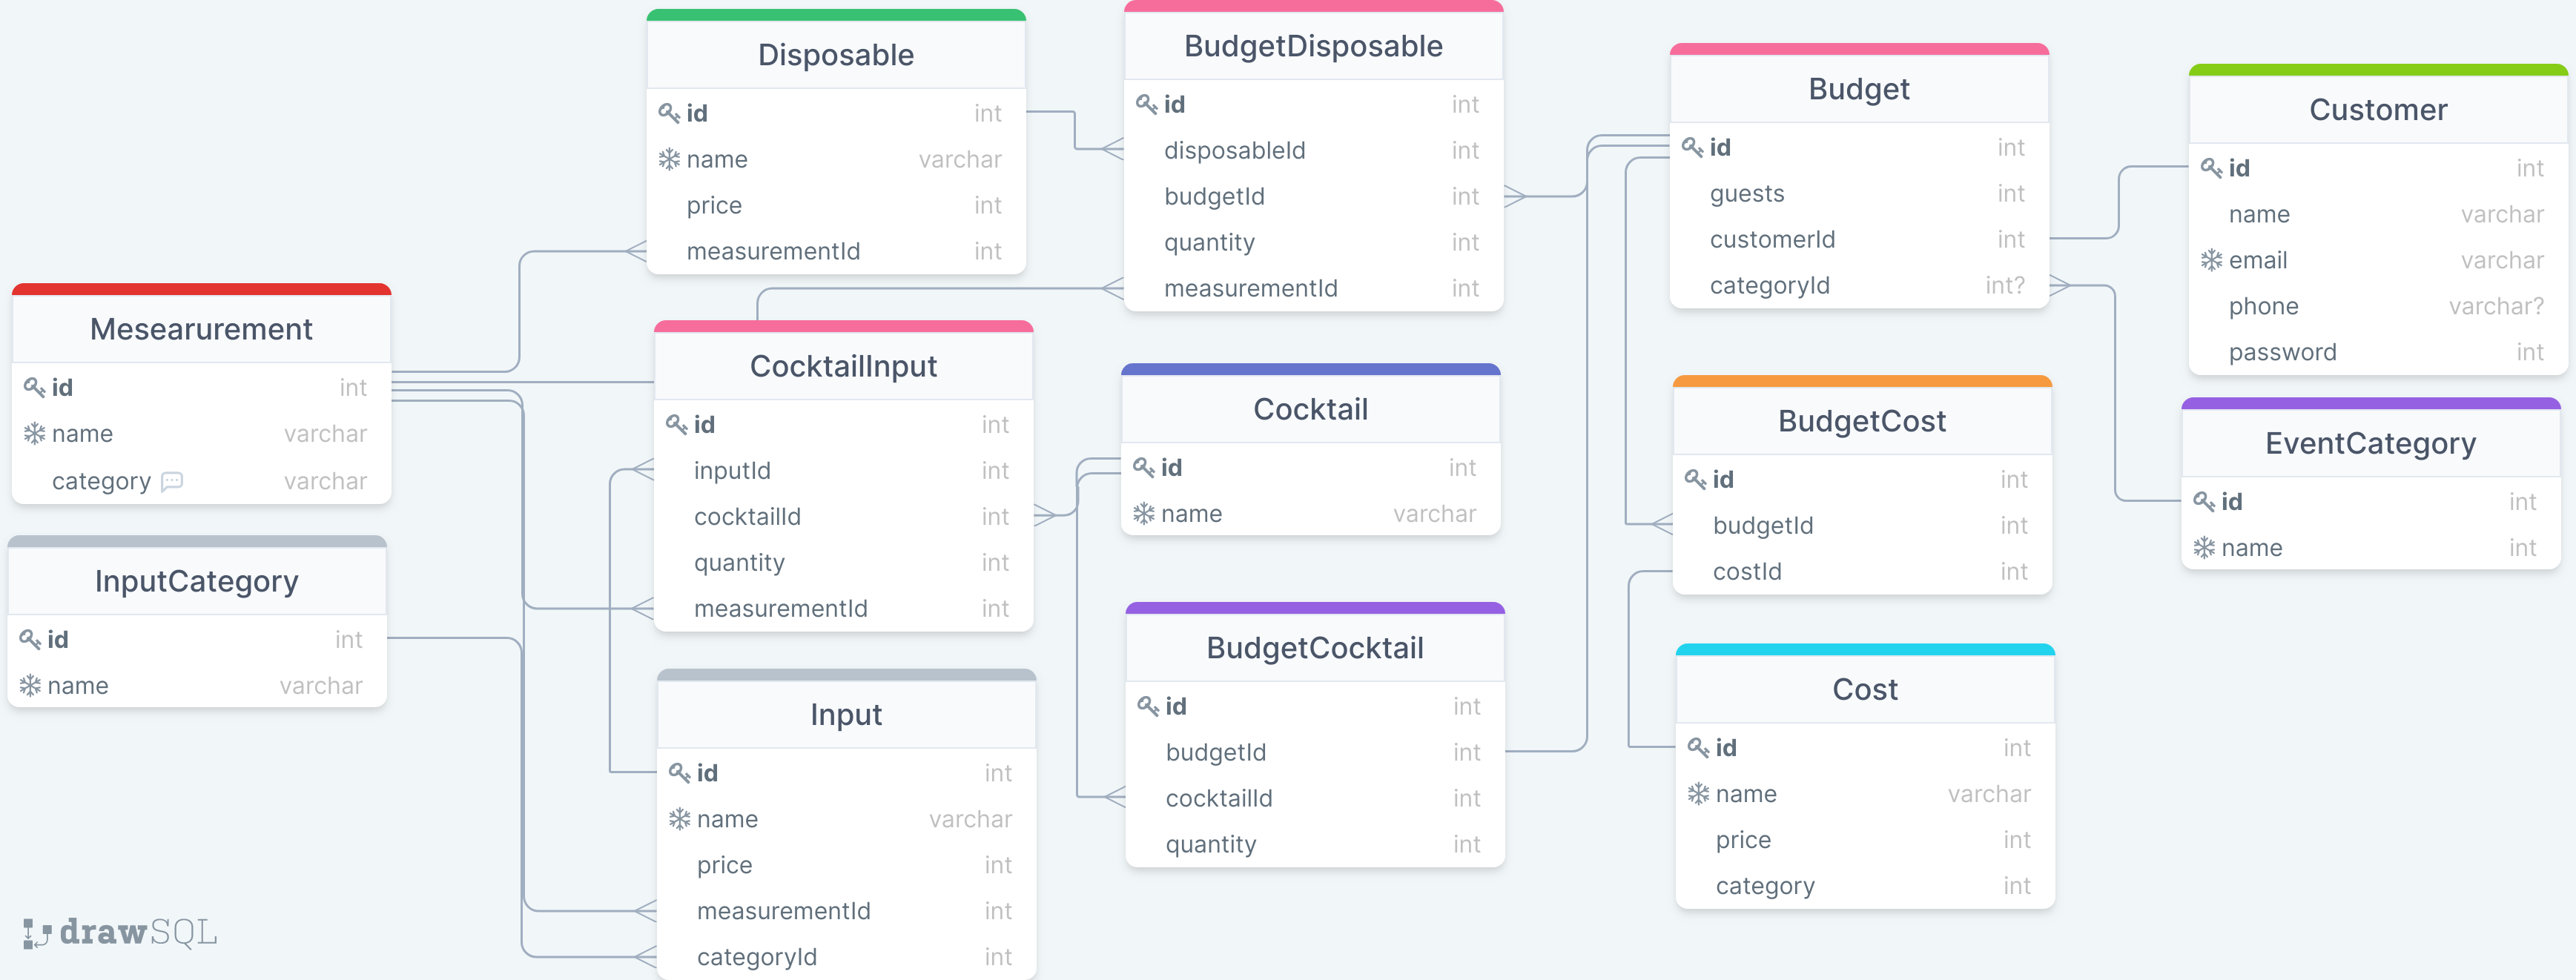 Disposable
id int
name varchar
price int
measurementId int
BudgetDisposable
id int
disposableId int
budgetId int
quantity int
measurementId int
Budget
id int
guests int
customerId int
categoryId int?
Customer
id int
name varchar
email varchar
phone varchar?
password int
Mesearurement
id int
name varchar
category varchar
CocktailInput
id int
inputId int
cocktailId int
quantity int
measurementId int
Cocktail
id int
name varchar
BudgetCost
id int
budgetId int
costId int
EventCategory
id int
name int
InputCategory
id int
name varchar
Input
id int
name varchar
price int
measurementId int
categoryId int
BudgetCocktail
id int
budgetId int
cocktailId int
quantity int
Cost
id int
name varchar
price int
category int
drawSQL